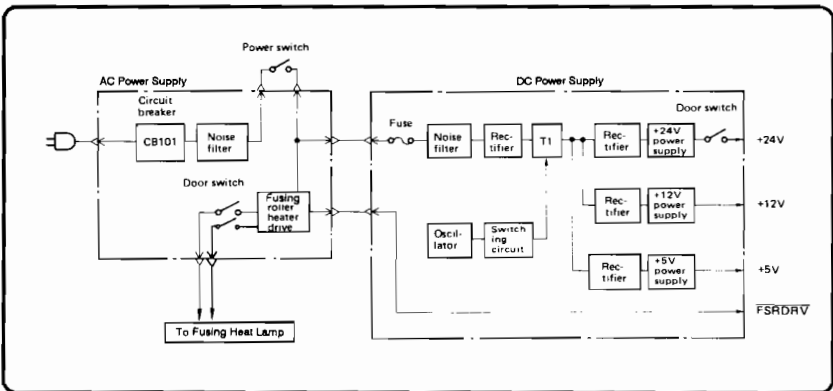 Power switch
AC Power Supply
DC Power Supply
Circuit
breaker
CB101
Noise
filter
Fuse
Noise
filter
Rec-
tifier
T1
Rec-
tifier
+24V
power
supply
Door switch
+24V
Door switch
Fusing
roller
heater
drive
Oscil-
lator
Switch
ing
circuit
Rec-
tifier
+12V
power
supply
+12V
Rec-
tifier
+5V
power
supply
+5V
FSRDRV
To Fusing Heat Lamp